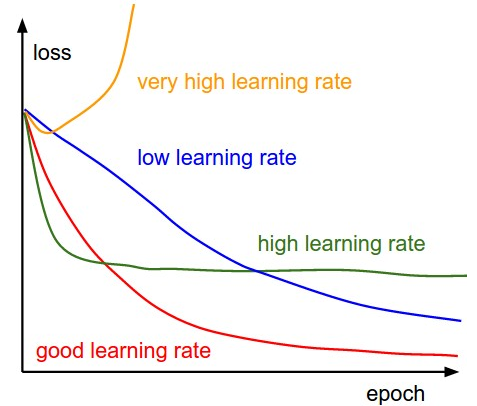 loss
very high learning rate
low learning rate
high learning rate
good learning rate
epoch